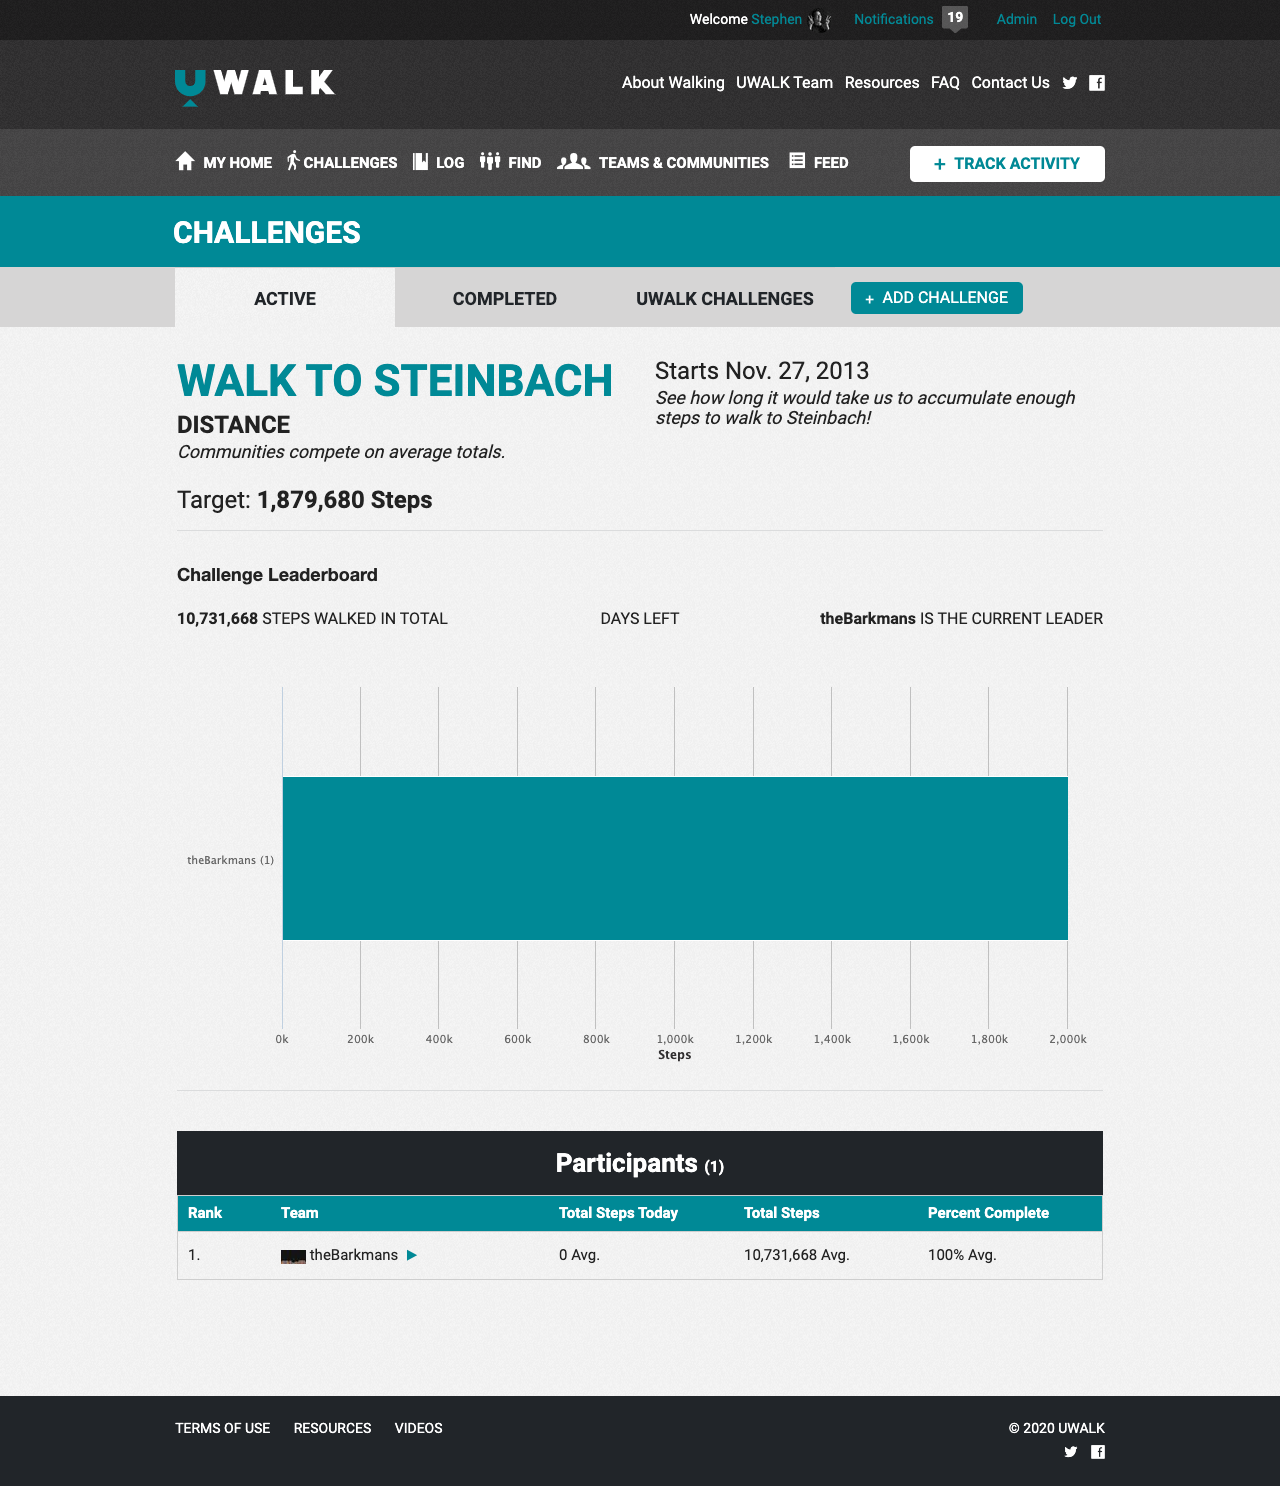 Welcome Stephen Notifications 19 Admin Log Out
UWALK
About Walking UWALK Team Resources FAQ Contact Us
MY HOME CHALLENGES LOG FIND TEAMS & COMMUNITIES FEED + TRACK ACTIVITY
CHALLENGES
ACTIVE COMPLETED UWALK CHALLENGES + ADD CHALLENGE
WALK TO STEINBACH
DISTANCE
Communities compete on average totals.
Target: 1,879,680 Steps
Starts Nov. 27, 2013
See how long it would take us to accumulate enough
steps to walk to Steinbach!
Challenge Leaderboard
10,731,668 STEPS WALKED IN TOTAL DAYS LEFT theBarkmans IS THE CURRENT LEADER
theBarkmans (1)
0k 200k 400k 600k 800k 1,000k 1,200k 1,400k 1,600k 1,800k 2,000k
Steps
Participants (1)
Rank Team Total Steps Today Total Steps Percent Complete
1. theBarkmans 0 Avg. 10,731,668 Avg. 100% Avg.
TERMS OF USE RESOURCES VIDEOS © 2020 UWALK